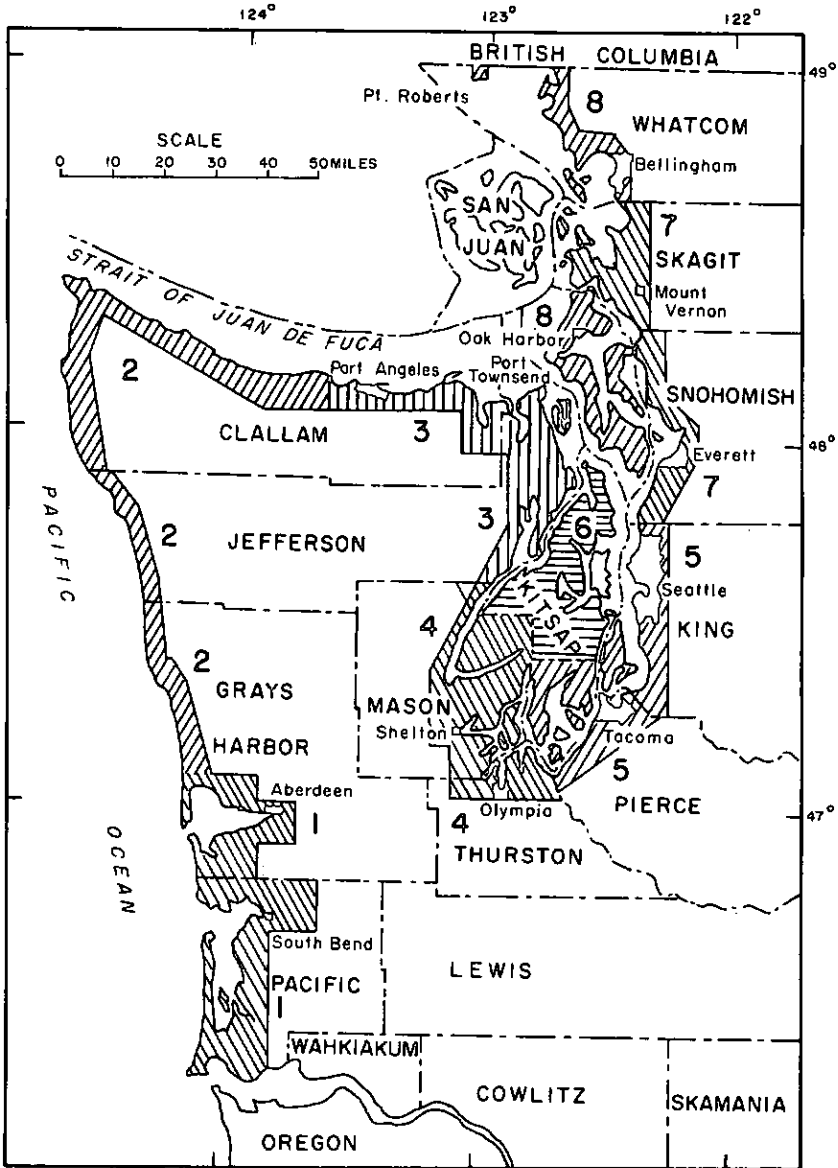 124° 123° 122°
BRITISH COLUMBIA
49°
Pt. Roberts
8
WHATCOM
SCALE
0 10 20 30 40 50 MILES
Bellingham
SAN
JUAN
7
SKAGIT
STRAIT OF JUAN DE FUCA
Mount
Vernon
8
Oak Harbor
Port Angeles
Port
Townsend
2
SNOHOMISH
CLALLAM
3
48°
Everett
7
PACIFIC
3
6
2
JEFFERSON
5
Seattle
KITSAP
4
KING
2
GRAYS
MASON
Shelton
HARBOR
Tacoma
5
Aberdeen
PIERCE
1
Olympia
47°
4
THURSTON
OCEAN
South Bend
LEWIS
PACIFIC
1
WAHKIAKUM
COWLITZ
SKAMANIA
OREGON